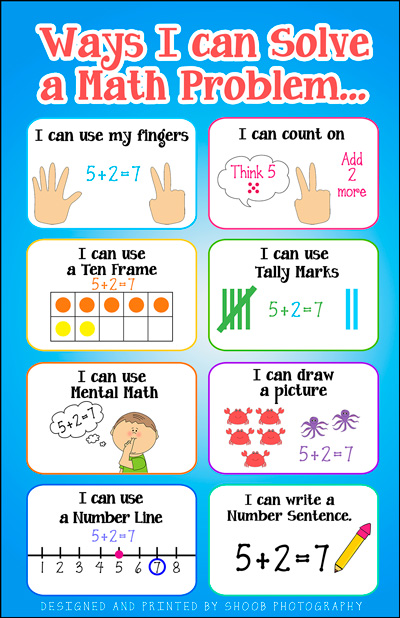 Ways I can Solve
a Math Problem...
I can use my fingers
5+2=7
I can count on
Think 5
Add
2
more
I can use
a Ten Frame
5+2=7
I can use
Tally Marks
5+2=7
I can use
Mental Math
5+2=7
I can draw
a picture
5+2=7
I can use
a Number Line
5+2=7
1 2 3 4 5 6 7 8
I can write a
Number Sentence.
5+2=7
DESIGNED AND PRINTED BY SHOOB PHOTOGRAPHY